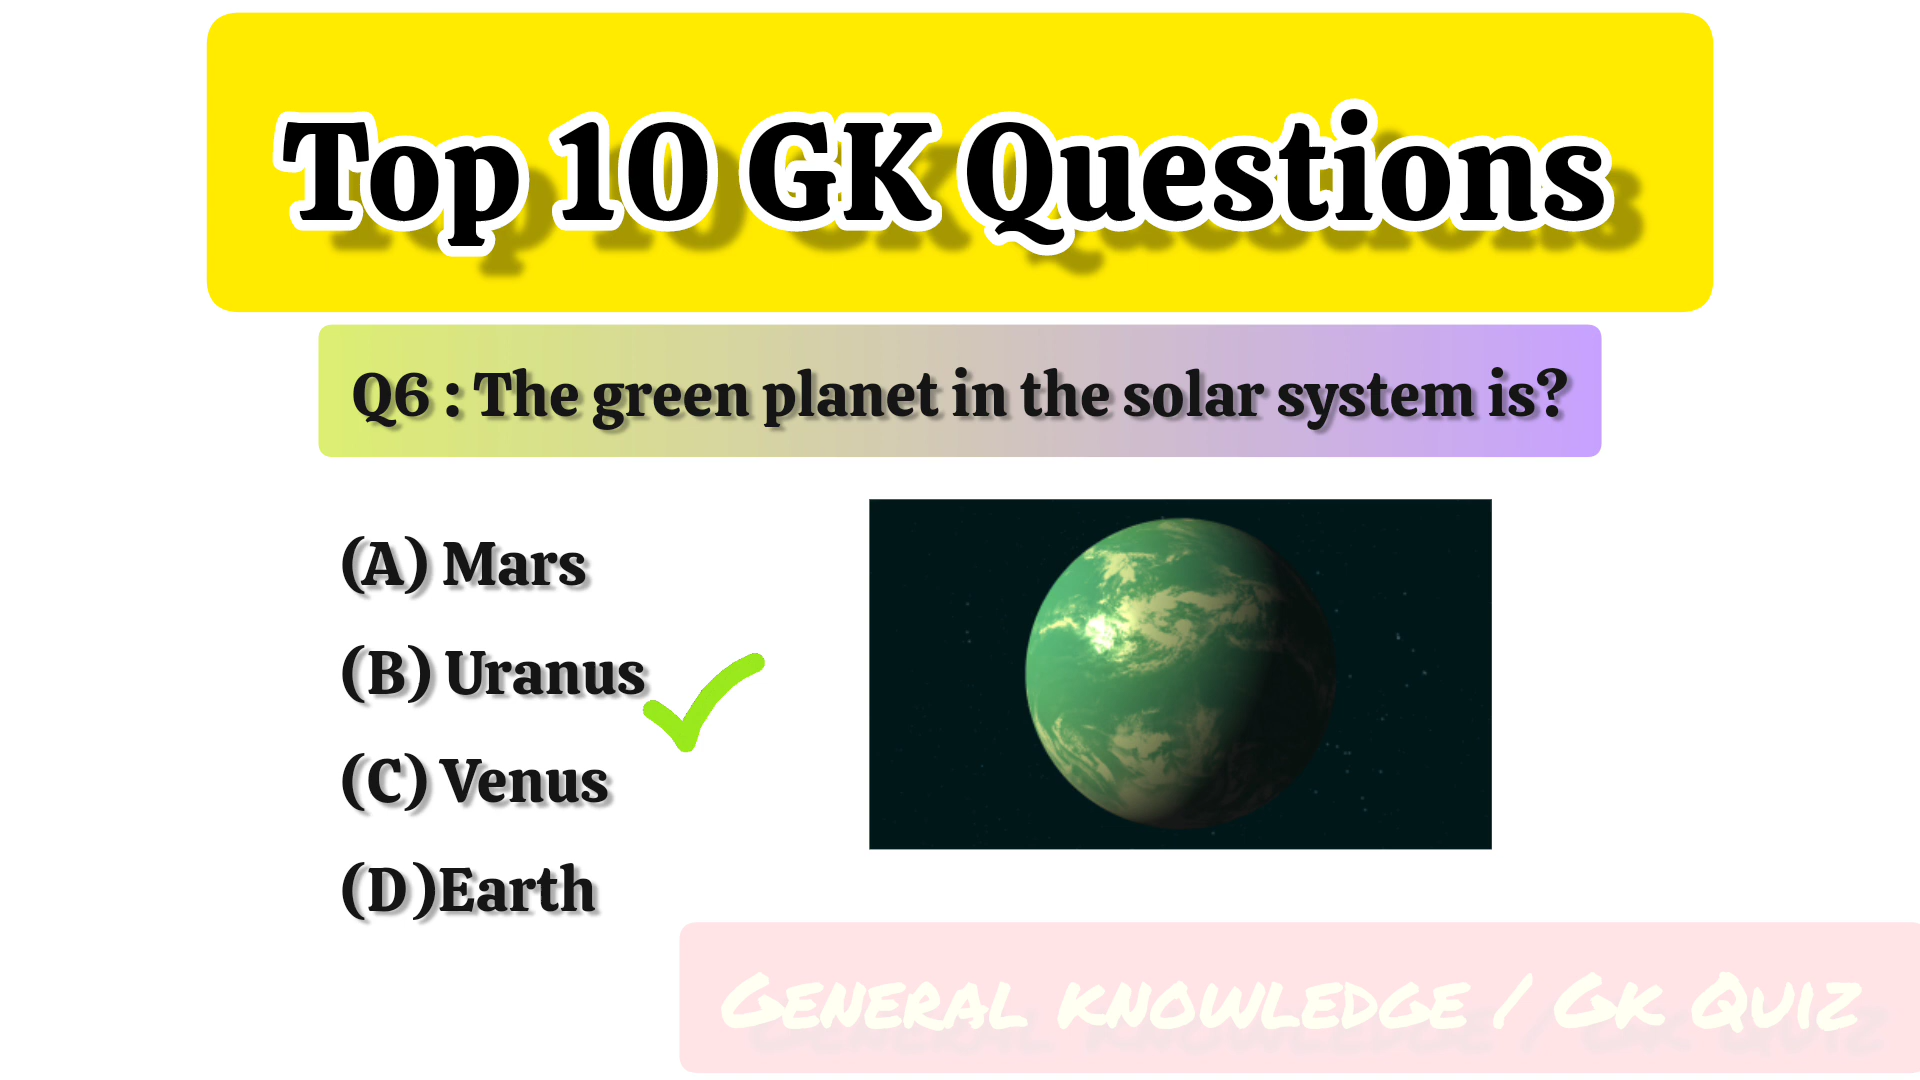 Top 10 GK Questions
Q6 : The green planet in the solar system is?
(A) Mars
(B) Uranus
(C) Venus
(D)Earth
General knowledge / Gk Quiz